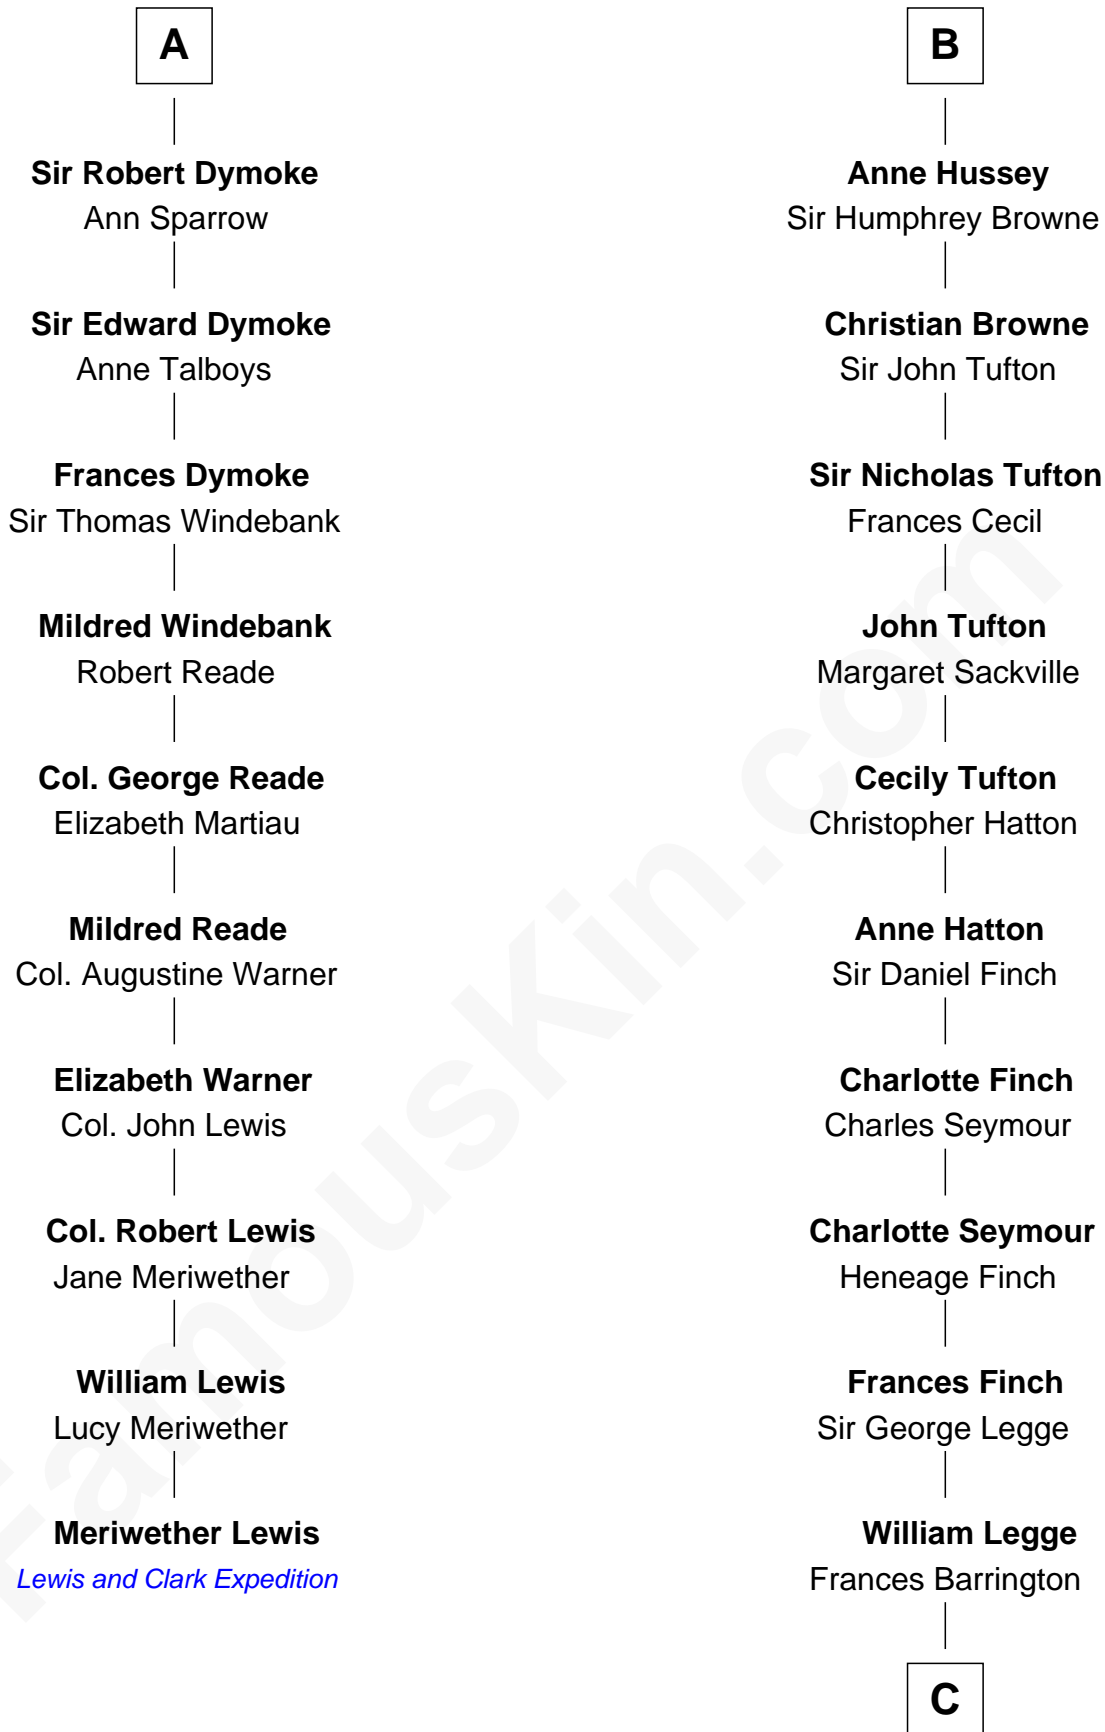 A
Sir Robert Dymoke
Ann Sparrow
Sir Edward Dymoke
Anne Talboys
Frances Dymoke
Sir Thomas Windebank
Mildred Windebank
Robert Reade
Col. George Reade
Elizabeth Martiau
Mildred Reade
Col. Augustine Warner
Elizabeth Warner
Col. John Lewis
Col. Robert Lewis
Jane Meriwether
William Lewis
Lucy Meriwether
Meriwether Lewis
Lewis and Clark Expedition
B
Anne Hussey
Sir Humphrey Browne
Christian Browne
Sir John Tufton
Sir Nicholas Tufton
Frances Cecil
John Tufton
Margaret Sackville
Cecily Tufton
Christopher Hatton
Anne Hatton
Sir Daniel Finch
Charlotte Finch
Charles Seymour
Charlotte Seymour
Heneage Finch
Frances Finch
Sir George Legge
William Legge
Frances Barrington
C
FamousKin.com